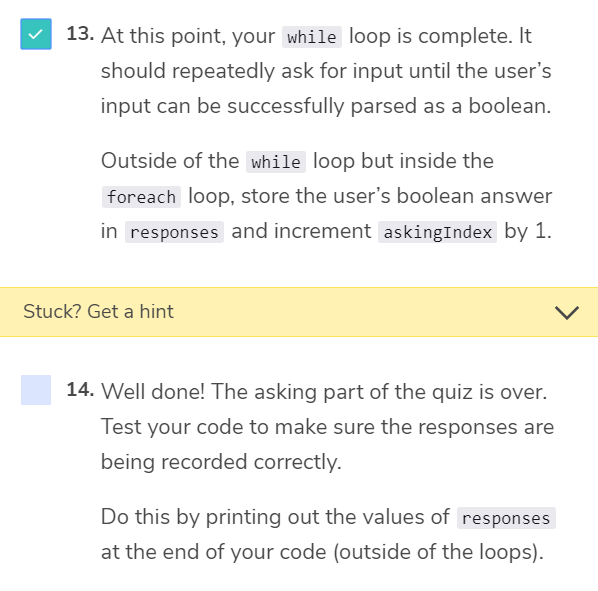 13. At this point, your while loop is complete. It
should repeatedly ask for input until the user’s
input can be successfully parsed as a boolean.
Outside of the while loop but inside the
foreach loop, store the user’s boolean answer
in responses and increment askingIndex by 1.
Stuck? Get a hint
14. Well done! The asking part of the quiz is over.
Test your code to make sure the responses are
being recorded correctly.
Do this by printing out the values of responses
at the end of your code (outside of the loops).